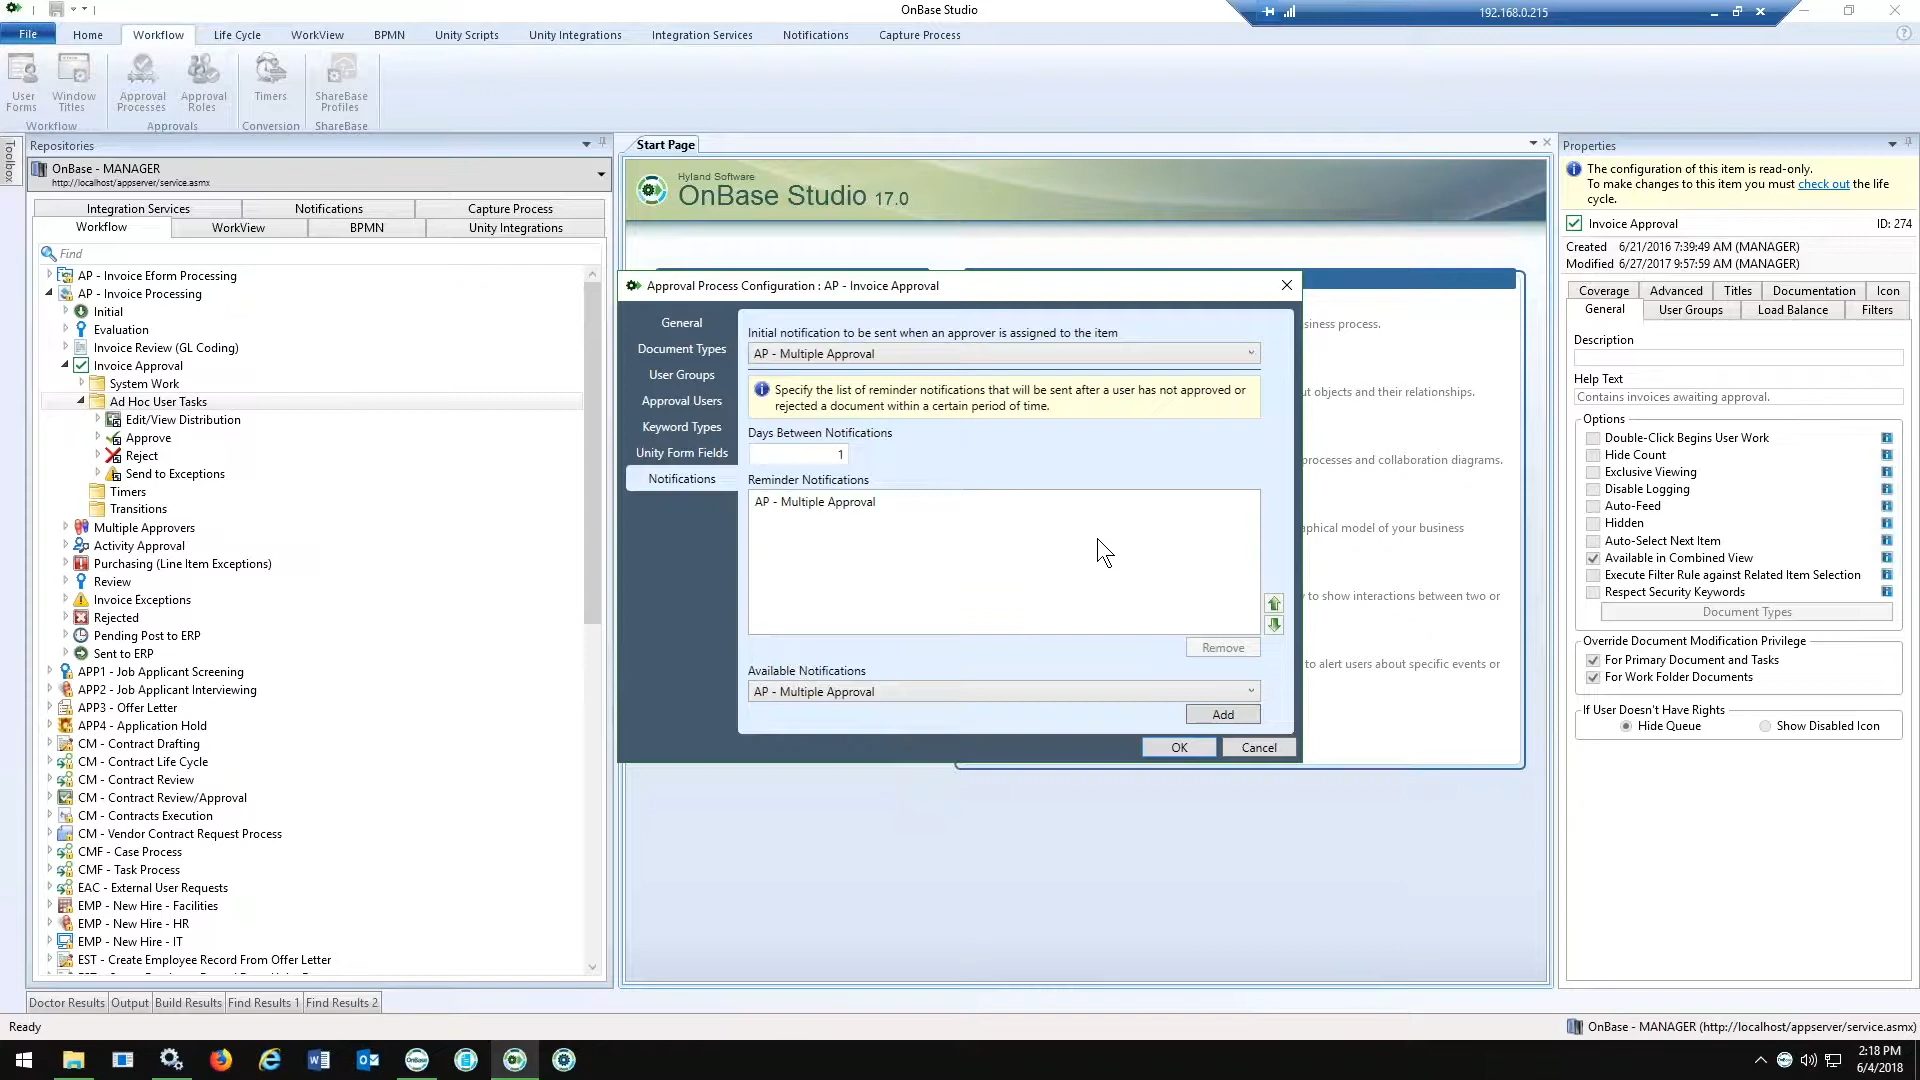 OnBase Studio
192.168.0.215
File
Home
Workflow
Life Cycle
WorkView
BPMN
Unity Scripts
Unity Integrations
Integration Services
Notifications
Capture Process
User Forms
Window Titles
Approval Processes
Approval Roles
Timers
ShareBase Profiles
Workflow
Approvals
Conversion
ShareBase
Toolbox
Repositories
OnBase - MANAGER
http://localhost/appserver/service.asmx
Integration Services
Notifications
Capture Process
Workflow
WorkView
BPMN
Unity Integrations
Find
AP - Invoice Eform Processing
AP - Invoice Processing
Initial
Evaluation
Invoice Review (GL Coding)
Invoice Approval
System Work
Ad Hoc User Tasks
Edit/View Distribution
Approve
Reject
Send to Exceptions
Timers
Transitions
Multiple Approvers
Activity Approval
Purchasing (Line Item Exceptions)
Review
Invoice Exceptions
Rejected
Pending Post to ERP
Sent to ERP
APP1 - Job Applicant Screening
APP2 - Job Applicant Interviewing
APP3 - Offer Letter
APP4 - Application Hold
CM - Contract Drafting
CM - Contract Life Cycle
CM - Contract Review
CM - Contract Review/Approval
CM - Contracts Execution
CM - Vendor Contract Request Process
CMF - Case Process
CMF - Task Process
EAC - External User Requests
EMP - New Hire - Facilities
EMP - New Hire - HR
EMP - New Hire - IT
EST - Create Employee Record From Offer Letter
Doctor Results
Output
Build Results
Find Results 1
Find Results 2
Start Page
Hyland Software
OnBase Studio 17.0
siness process.
ut objects and their relationships.
processes and collaboration diagrams.
aphical model of your business
y to show interactions between two or
to alert users about specific events or
Approval Process Configuration : AP - Invoice Approval
General
Document Types
User Groups
Approval Users
Keyword Types
Unity Form Fields
Notifications
Initial notification to be sent when an approver is assigned to the item
AP - Multiple Approval
Specify the list of reminder notifications that will be sent after a user has not approved or
rejected a document within a certain period of time.
Days Between Notifications
1
Reminder Notifications
AP - Multiple Approval
Remove
Available Notifications
AP - Multiple Approval
Add
OK
Cancel
Properties
The configuration of this item is read-only.
To make changes to this item you must check out the life
cycle.
Invoice Approval
ID: 274
Created 6/21/2016 7:39:49 AM (MANAGER)
Modified 6/27/2017 9:57:59 AM (MANAGER)
Coverage
Advanced
Titles
Documentation
Icon
General
User Groups
Load Balance
Filters
Description
Help Text
Contains invoices awaiting approval.
Options
Double-Click Begins User Work
Hide Count
Exclusive Viewing
Disable Logging
Auto-Feed
Hidden
Auto-Select Next Item
Available in Combined View
Execute Filter Rule against Related Item Selection
Respect Security Keywords
Document Types
Override Document Modification Privilege
For Primary Document and Tasks
For Work Folder Documents
If User Doesn't Have Rights
Hide Queue
Show Disabled Icon
Ready
OnBase - MANAGER (http://localhost/appserver/service.asmx)
2:18 PM
6/4/2018